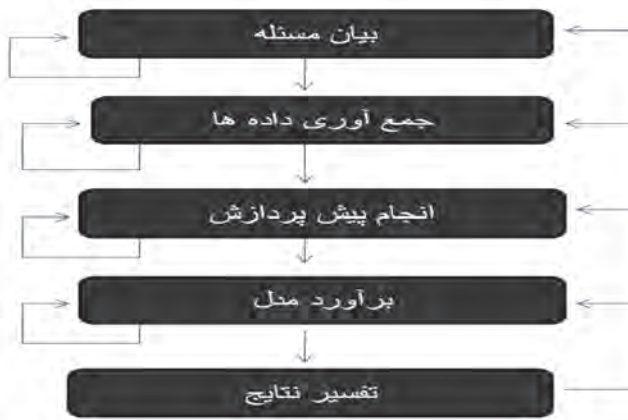 بیان مسئله
جمع آوری داده ها
انجام پیش پردازش
برآورد مدل
تفسیر نتایج